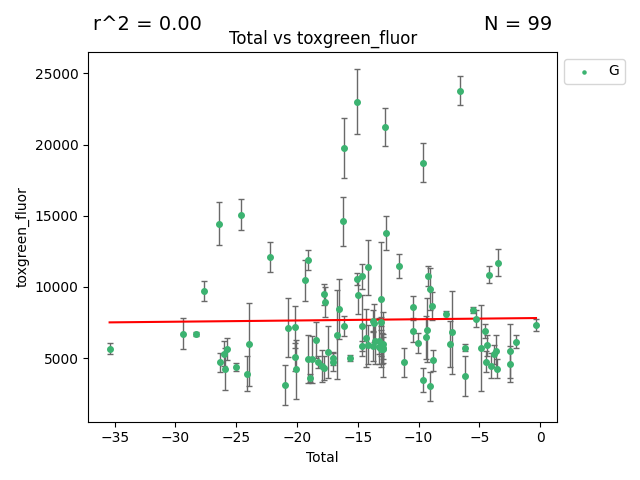 r^2 = 0.00
N = 99
Total vs toxgreen_fluor
G
25000
20000
15000
10000
5000
toxgreen_fluor
−35
−30
−25
−20
−15
−10
−5
0
Total